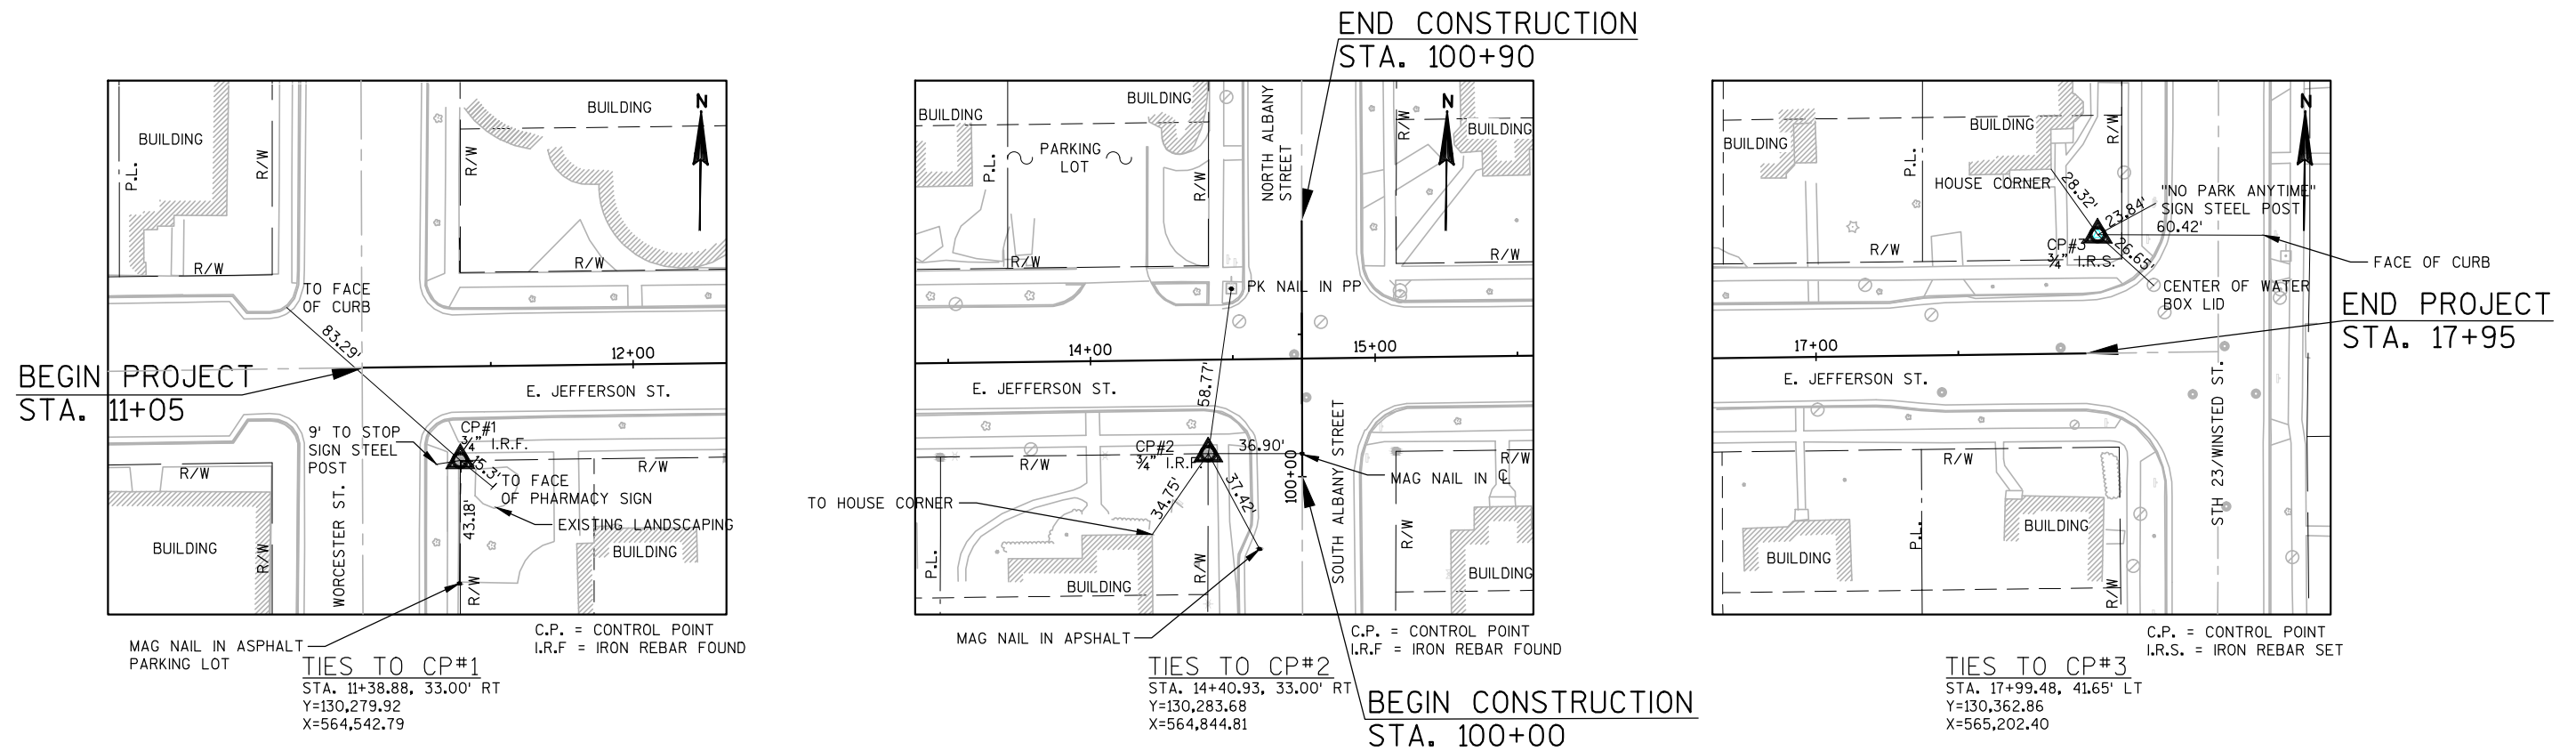 BUILDING
BUILDING
P.L.
R/W
R/W
R/W
R/W
N
TO FACE
OF CURB
83.29'
12+00
BEGIN PROJECT
STA. 11+05
E. JEFFERSON ST.
9' TO STOP
SIGN STEEL
POST
CP#1
3/4" I.R.F.
15.3'
R/W
R/W
TO FACE
OF PHARMACY SIGN
EXISTING LANDSCAPING
43.18'
WORCESTER ST.
BUILDING
BUILDING
R/W
R/W
MAG NAIL IN ASPHALT
PARKING LOT
C.P. = CONTROL POINT
I.R.F = IRON REBAR FOUND
TIES TO CP#1
STA. 11+38.88, 33.00' RT
Y=130,279.92
X=564,542.79
END CONSTRUCTION
STA. 100+90
BUILDING
BUILDING
PARKING
LOT
P.L.
R/W
R/W
NORTH ALBANY
STREET
R/W
N
BUILDING
R/W
PK NAIL IN PP
14+00
15+00
58.77'
E. JEFFERSON ST.
CP#2
3/4" I.R.F.
36.90'
R/W
R/W
MAG NAIL IN ℄
100+00
34.75'
37.42'
TO HOUSE CORNER
SOUTH ALBANY STREET
P.L.
R/W
R/W
BUILDING
BUILDING
MAG NAIL IN APSHALT
C.P. = CONTROL POINT
I.R.F = IRON REBAR FOUND
TIES TO CP#2
STA. 14+40.93, 33.00' RT
Y=130,283.68
X=564,844.81
BEGIN CONSTRUCTION
STA. 100+00
BUILDING
BUILDING
P.L.
R/W
N
HOUSE CORNER
28.32'
23.84'
"NO PARK ANYTIME"
SIGN STEEL POST
60.42'
CP#3
3/4" I.R.S.
26.65'
R/W
FACE OF CURB
CENTER OF WATER
BOX LID
END PROJECT
STA. 17+95
17+00
E. JEFFERSON ST.
STH 23/WINSTED ST.
R/W
P.L.
BUILDING
BUILDING
R/W
C.P. = CONTROL POINT
I.R.S. = IRON REBAR SET
TIES TO CP#3
STA. 17+99.48, 41.65' LT
Y=130,362.86
X=565,202.40